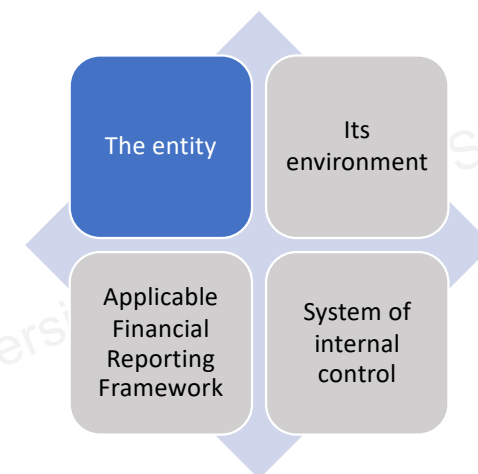 The entity
Its
environment
Applicable
Financial
Reporting
Framework
System of
internal
control